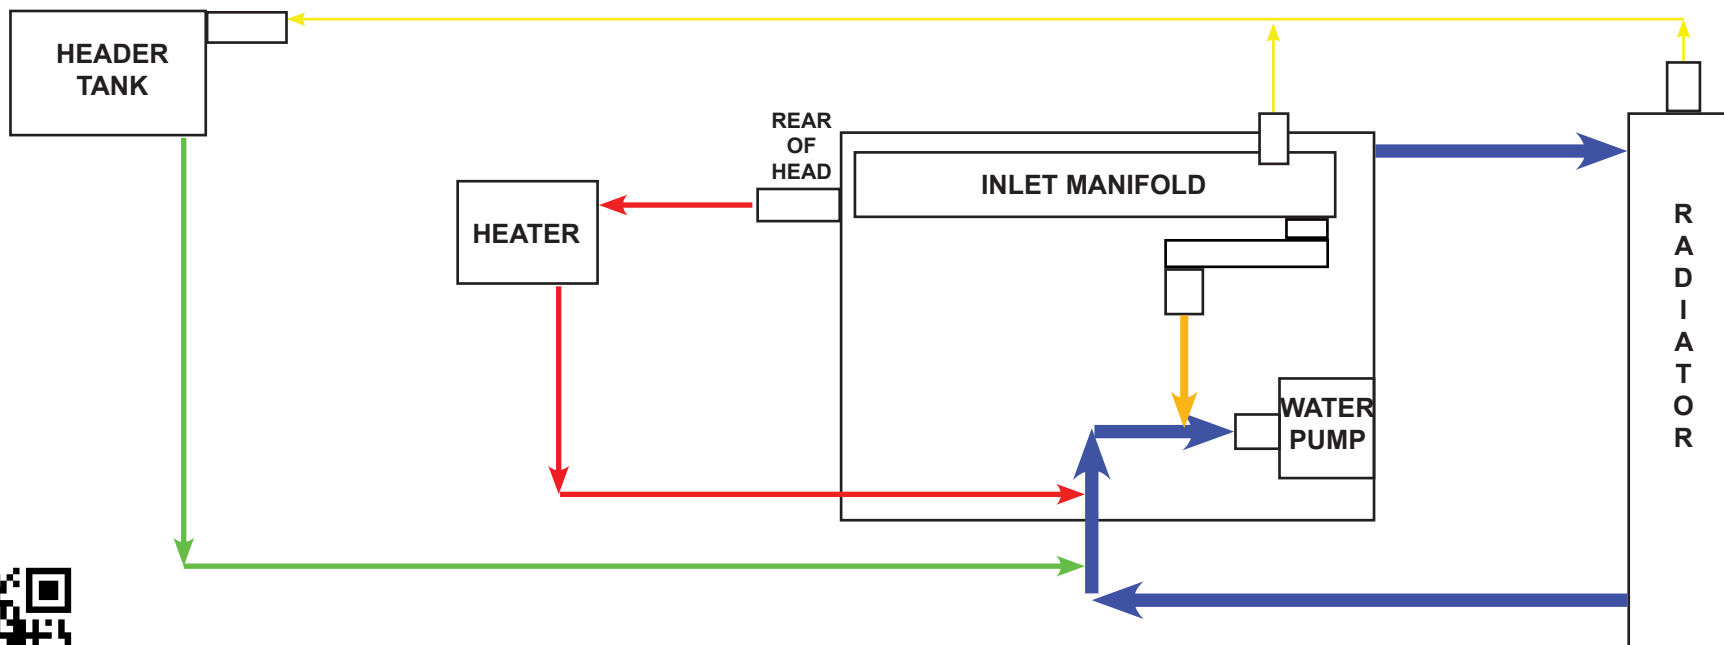 HEADER
TANK
REAR
OF
HEAD
INLET MANIFOLD
HEATER
WATER
PUMP
R
A
D
I
A
T
O
R